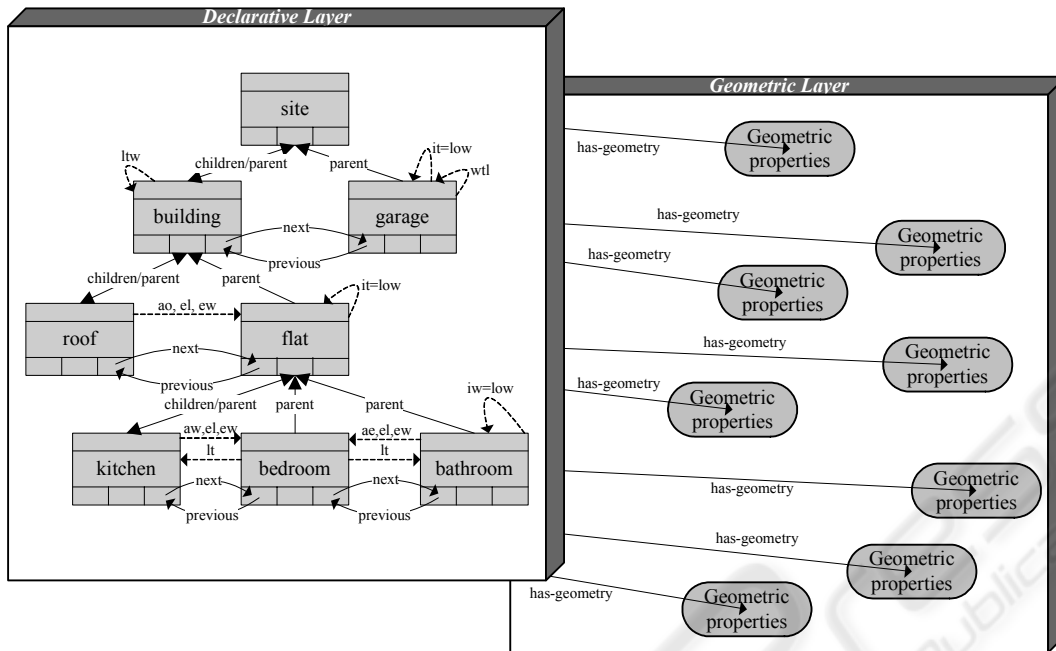 Declarative Layer
site
children/parent
parent
it=low
wtl
ltw
building
garage
next
previous
children/parent
parent
it=low
ao, el, ew
roof
flat
next
previous
children/parent
parent
parent
iw=low
aw,el,ew
ae,el,ew
lt
lt
kitchen
bedroom
bathroom
next
next
previous
previous
Geometric Layer
has-geometry
Geometric
properties
has-geometry
Geometric
properties
has-geometry
Geometric
properties
has-geometry
Geometric
properties
has-geometry
Geometric
properties
has-geometry
Geometric
properties
has-geometry
Geometric
properties
has-geometry
Geometric
properties